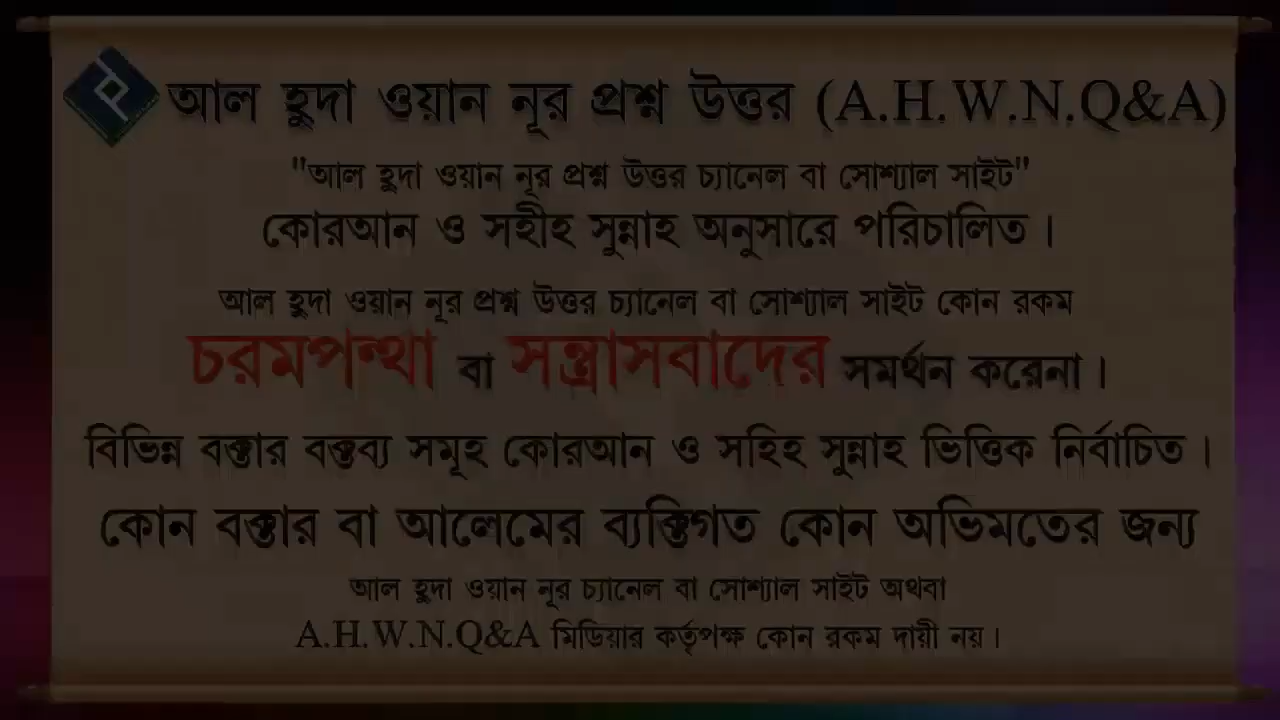 আল হুদা ওয়ান নূর প্রশ্ন উত্তর (A.H.W.N.Q&A)
"আল হুদা ওয়ান নূর প্রশ্ন উত্তর চ্যানেল বা সোশ্যাল সাইট"
কোরআন ও সহীহ সুন্নাহ অনুসারে পরিচালিত।
আল হুদা ওয়ান নূর প্রশ্ন উত্তর চ্যানেল বা সোশ্যাল সাইট কোন রকম
চরমপন্থা বা সন্ত্রাসবাদের সমর্থন করেনা।
বিভিন্ন বক্তার বক্তব্য সমূহ কোরআন ও সহিহ সুন্নাহ ভিত্তিক নির্বাচিত।
কোন বক্তার বা আলেমের ব্যক্তিগত কোন অভিমতের জন্য
আল হুদা ওয়ান নূর চ্যানেল বা সোশ্যাল সাইট অথবা
A.H.W.N.Q&A মিডিয়ার কর্তৃপক্ষ কোন রকম দায়ী নয়।